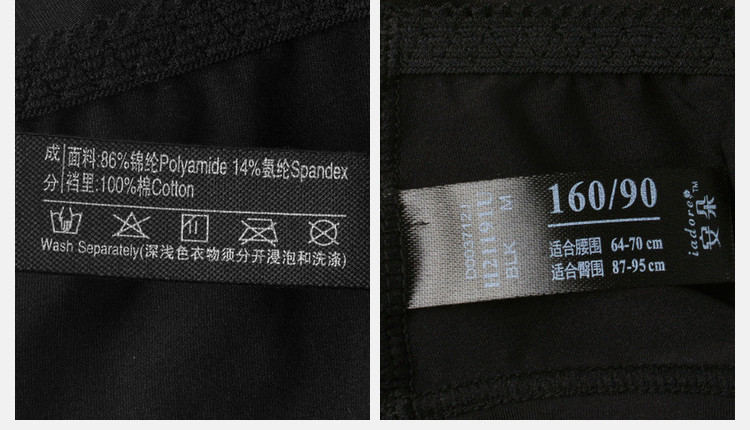 成 面料:86%锦纶Polyamide 14%氨纶Spandex
分 裆里:100%棉Cotton
Wash Separately(深浅色衣物须分开浸泡和洗涤)
D0037121
H21191U
BLK M
160/90
适合腰围 64-70 cm
适合臀围 87-95 cm
iadore™
安朵